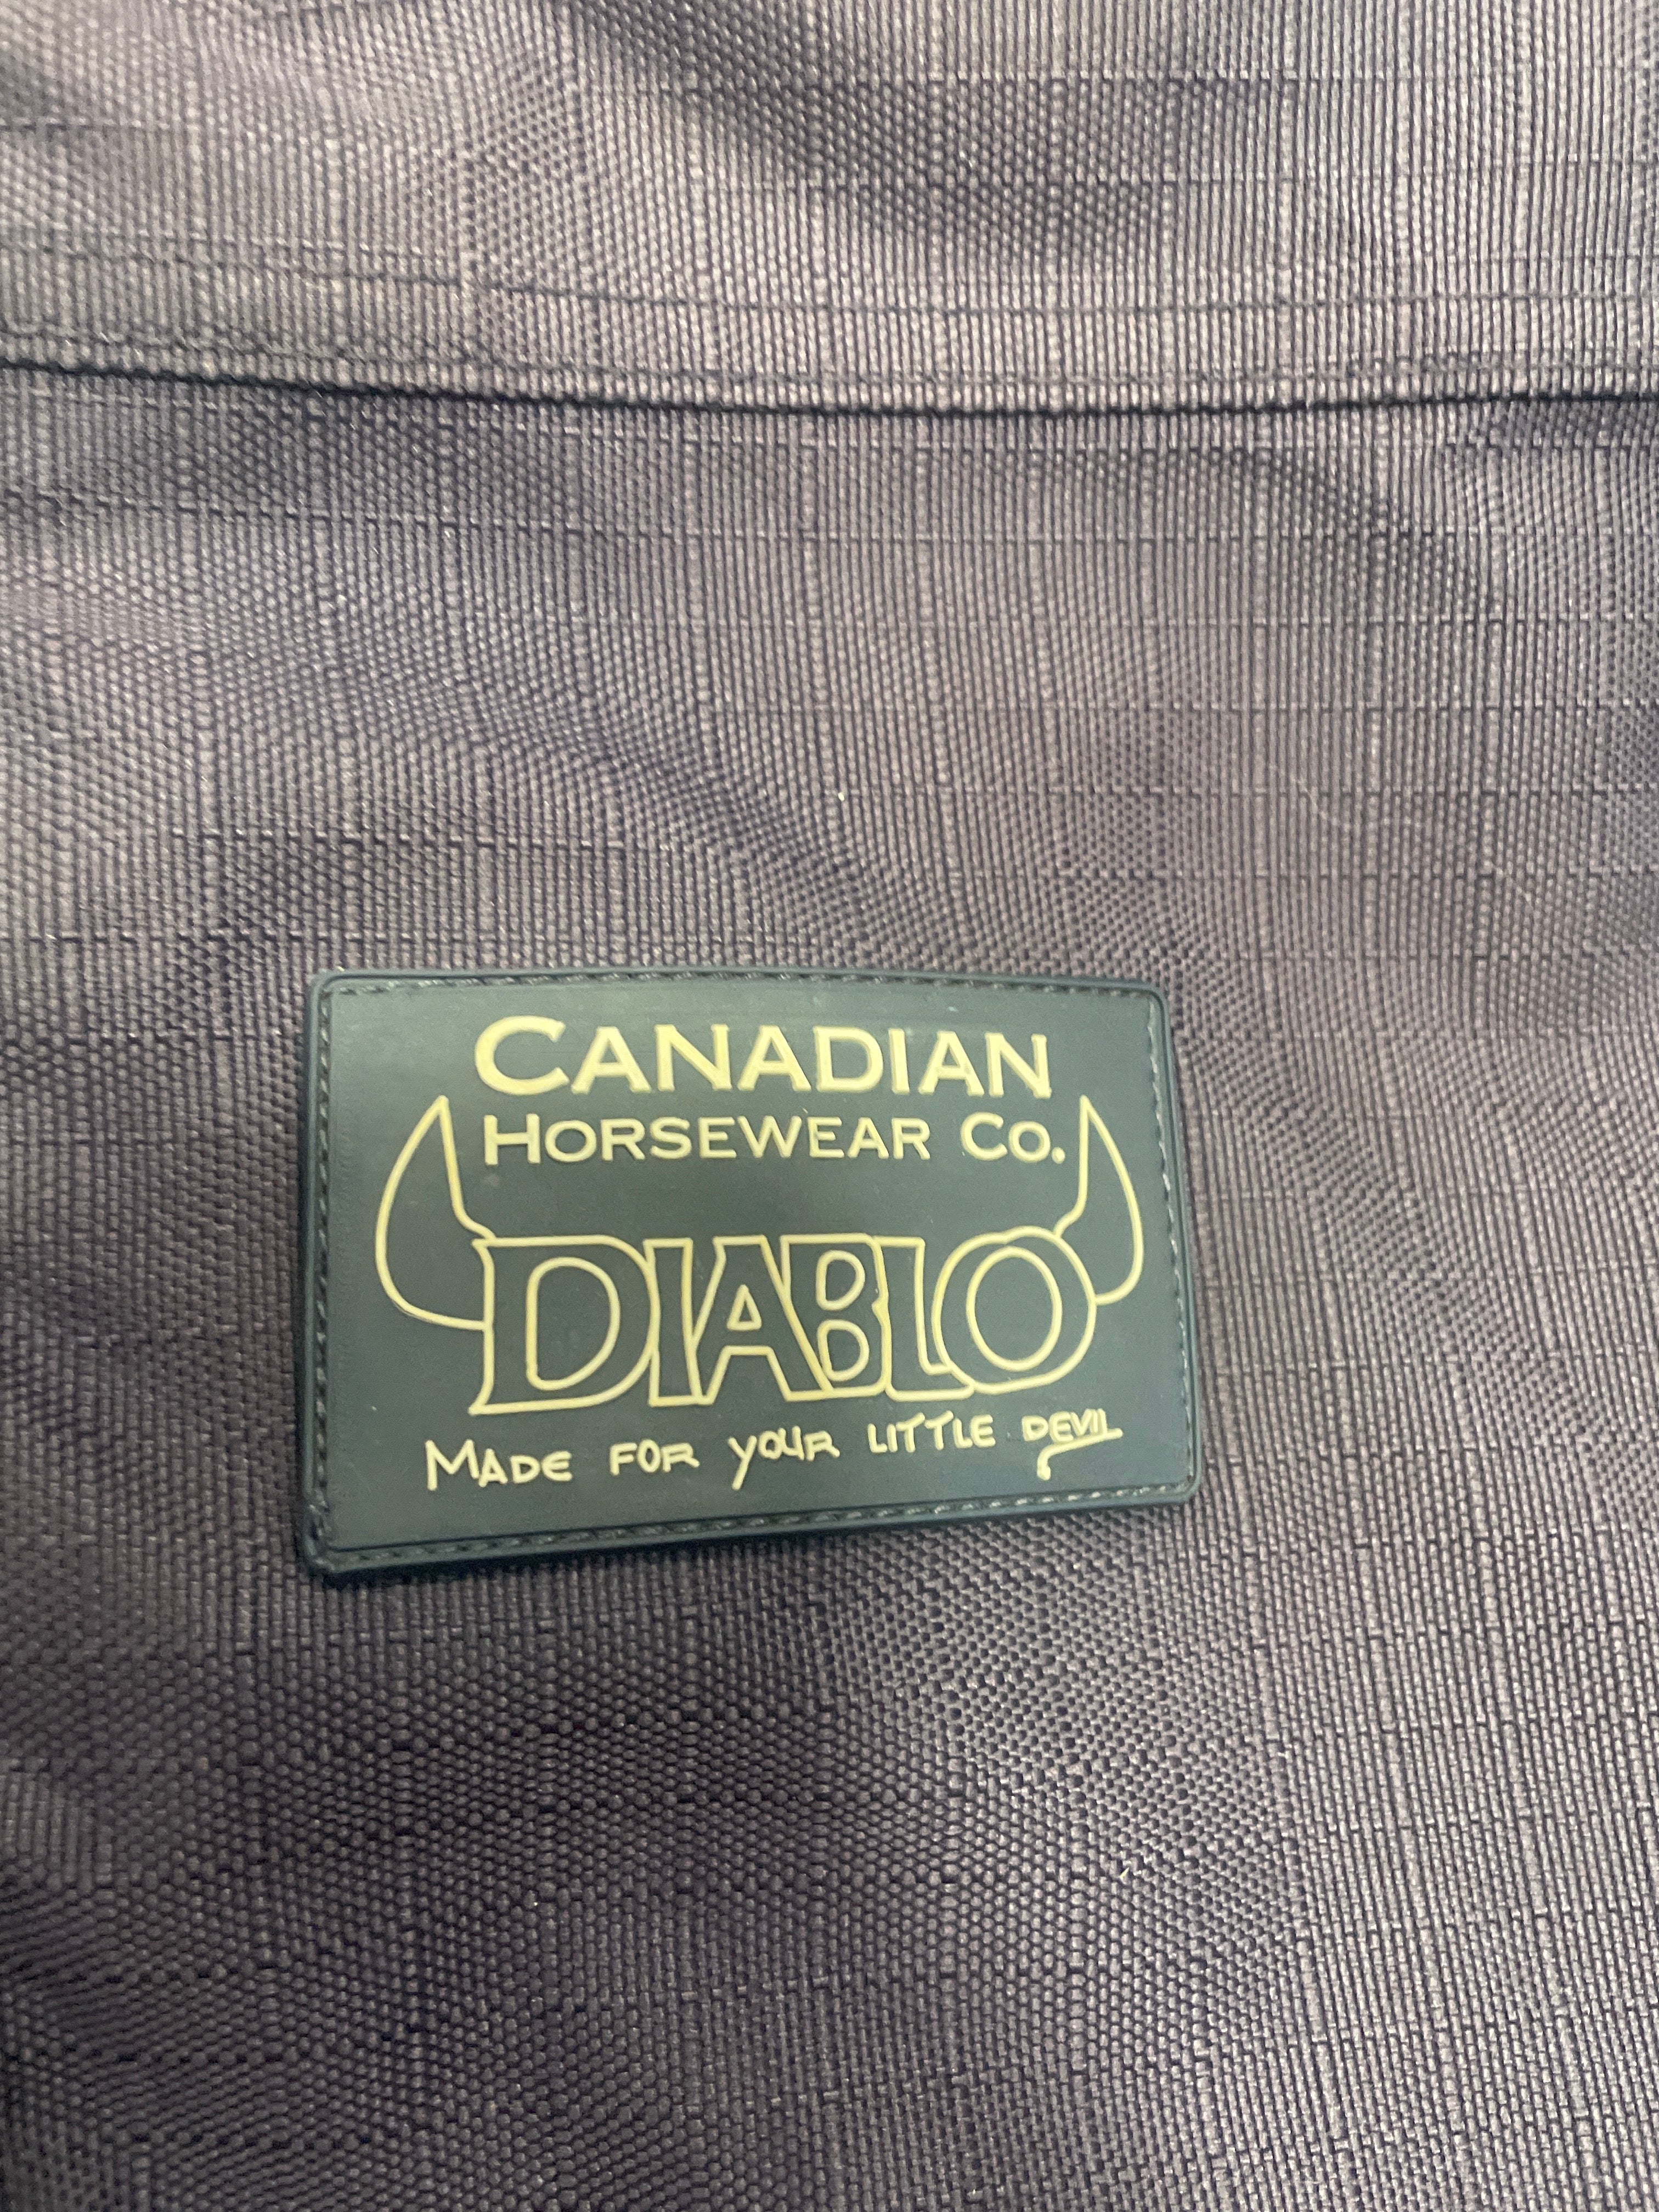 CANADIAN
HORSEWEAR CO.
DIABLO
MADE FOR YOUR LITTLE DEVIL